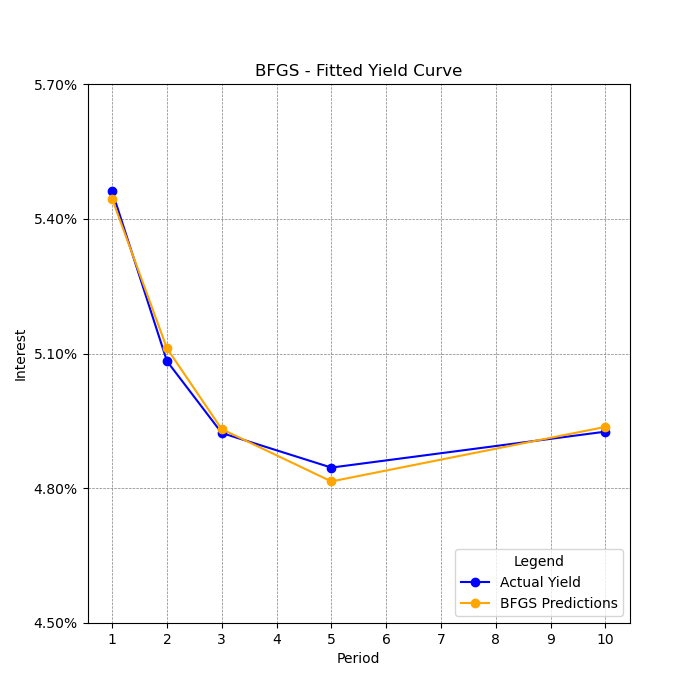 BFGS - Fitted Yield Curve
5.70%
5.40%
5.10%
4.80%
4.50%
Interest
1 2 3 4 5 6 7 8 9 10
Period
Legend
Actual Yield
BFGS Predictions